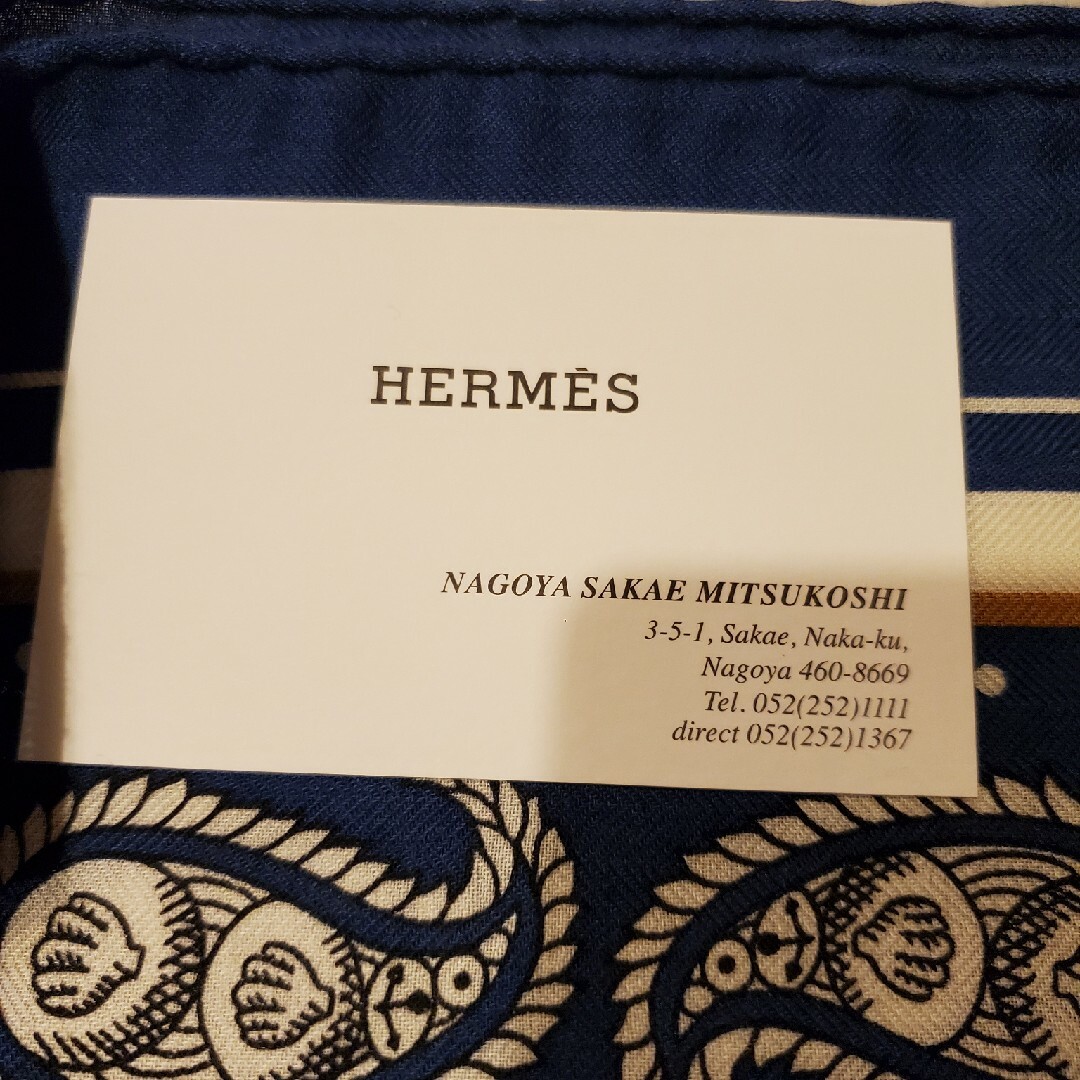 HERMÈS
NAGOYA SAKAE MITSUKOSHI
3-5-1, Sakae, Naka-ku,
Nagoya 460-8669
Tel. 052(252)1111
direct 052(252)1367